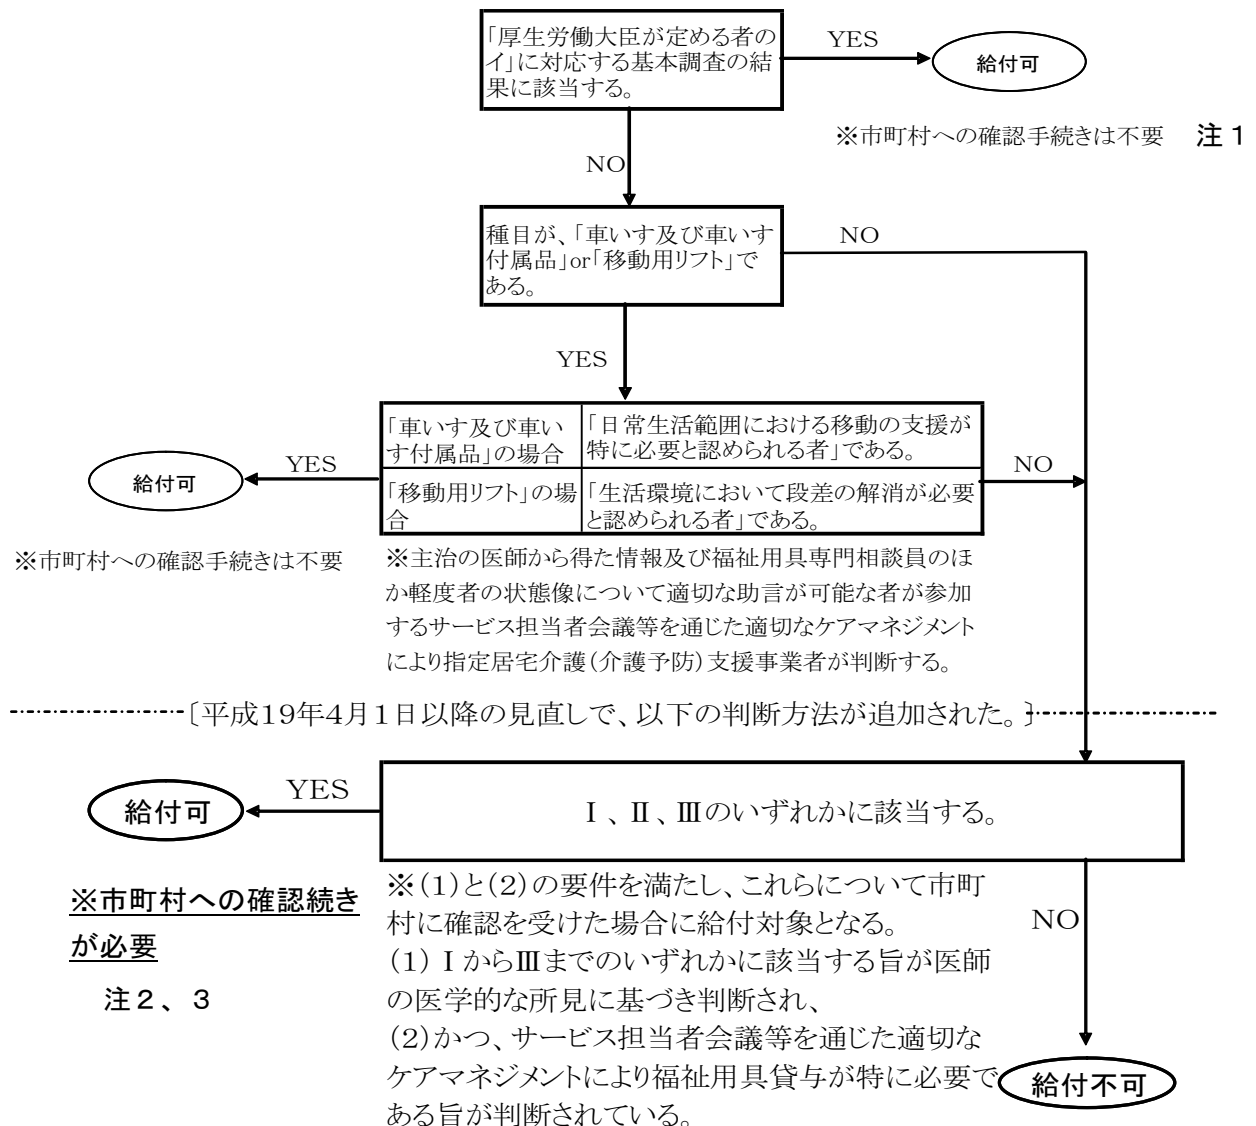 「厚生労働大臣が定める者の
イ」に対応する基本調査の結
果に該当する。
YES
給付可
※市町村への確認手続きは不要 注1
NO
種目が、「車いす及び車いす
付属品」or「移動用リフト」で
ある。
NO
YES
「車いす及び車い
す付属品」の場合
「日常生活範囲における移動の支援が
特に必要と認められる者」である。
「移動用リフト」の場
合
「生活環境において段差の解消が必要
と認められる者」である。
YES
給付可
NO
※市町村への確認手続きは不要
※主治の医師から得た情報及び福祉用具専門相談員のほ
か軽度者の状態像について適切な助言が可能な者が参加
するサービス担当者会議等を通じた適切なケアマネジメント
により指定居宅介護(介護予防)支援事業者が判断する。
〔平成19年4月1日以降の見直しで、以下の判断方法が追加された。〕
Ⅰ、Ⅱ、Ⅲのいずれかに該当する。
YES
給付可
※市町村への確認続き
が必要
注2、3
※(1)と(2)の要件を満たし、これらについて市町
村に確認を受けた場合に給付対象となる。
(1)ⅠからⅢまでのいずれかに該当する旨が医師
の医学的な所見に基づき判断され、
(2)かつ、サービス担当者会議等を通じた適切な
ケアマネジメントにより福祉用具貸与が特に必要で
ある旨が判断されている。
NO
給付不可